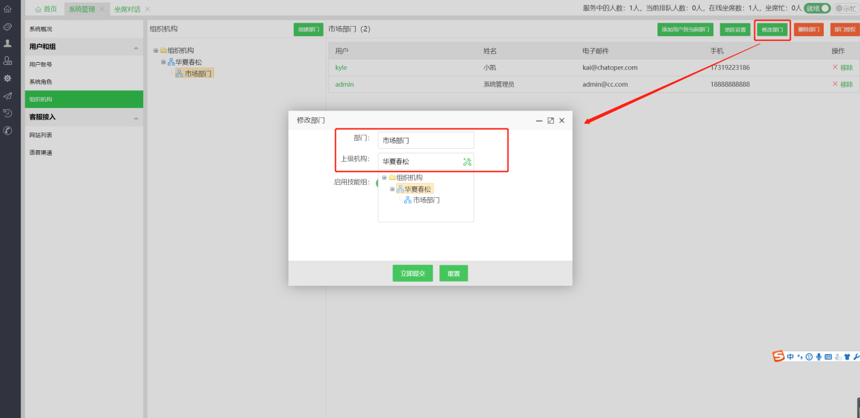 首页 系统管理 坐席对话 服务中的人数：1人，当前排队人数：0人，在线坐席数：1人，坐席忙：0人 就绪 示忙
系统概况
用户和组
用户账号
系统角色
组织机构
客服接入
网站列表
语音渠道
组织机构 创建部门
组织机构
华夏春松
市场部门
市场部门（2） 添加用户到当前部门 地区设置 修改部门 删除部门 部门授权
用户 姓名 电子邮件 手机 操作
kyle 小凯 kai@chatoper.com 17319223186 移除
admin 系统管理员 admin@cc.com 18888888888 移除
修改部门
部门： 市场部门
上级机构： 华夏春松
启用技能组：
组织机构
华夏春松
市场部门
立即提交 重置
中